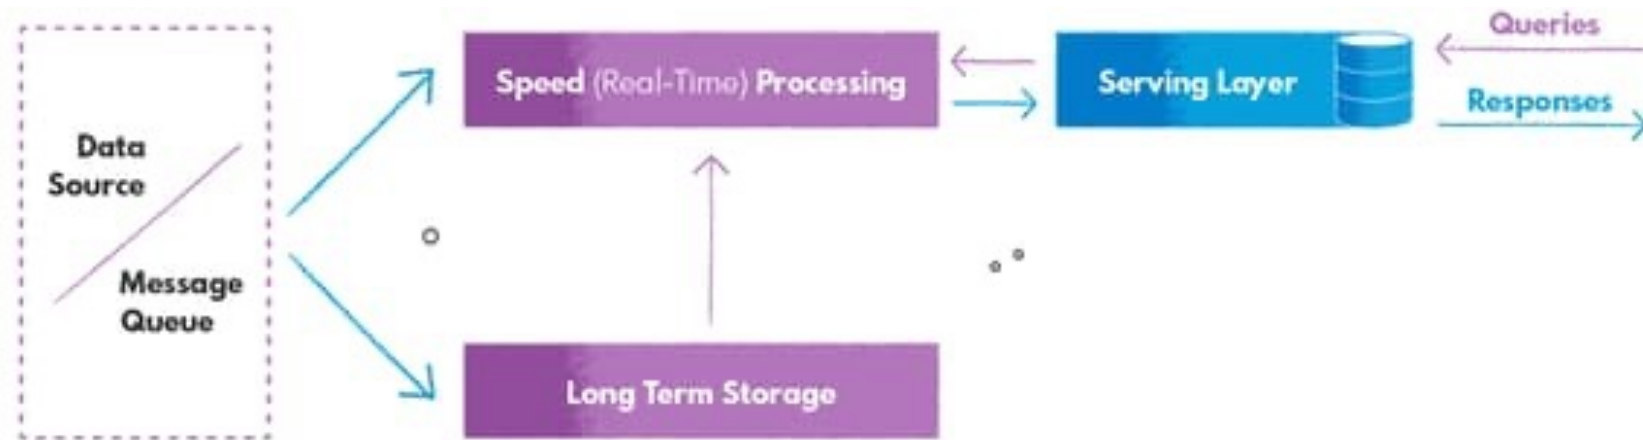 Data
Source
Message
Queue
Speed (Real-Time) Processing
Serving Layer
Queries
Responses
Long Term Storage